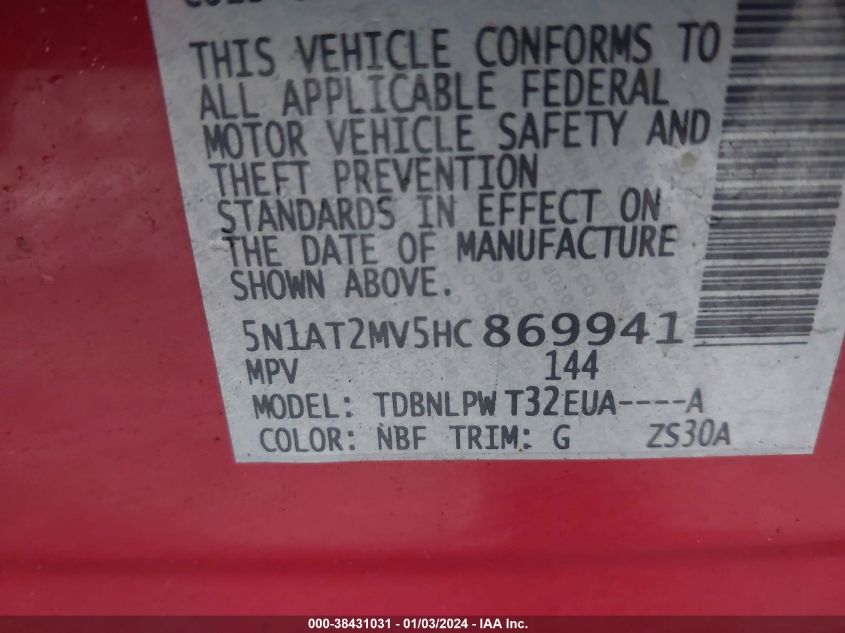 THIS VEHICLE CONFORMS TO
ALL APPLICABLE FEDERAL
MOTOR VEHICLE SAFETY AND
THEFT PREVENTION
STANDARDS IN EFFECT ON
THE DATE OF MANUFACTURE
SHOWN ABOVE.
5N1AT2MV5HC869941
MPV 144
MODEL: TDBNLPW T32EUA----A
COLOR: NBF TRIM: G ZS30A
000-38431031 - 01/03/2024 - IAA Inc.